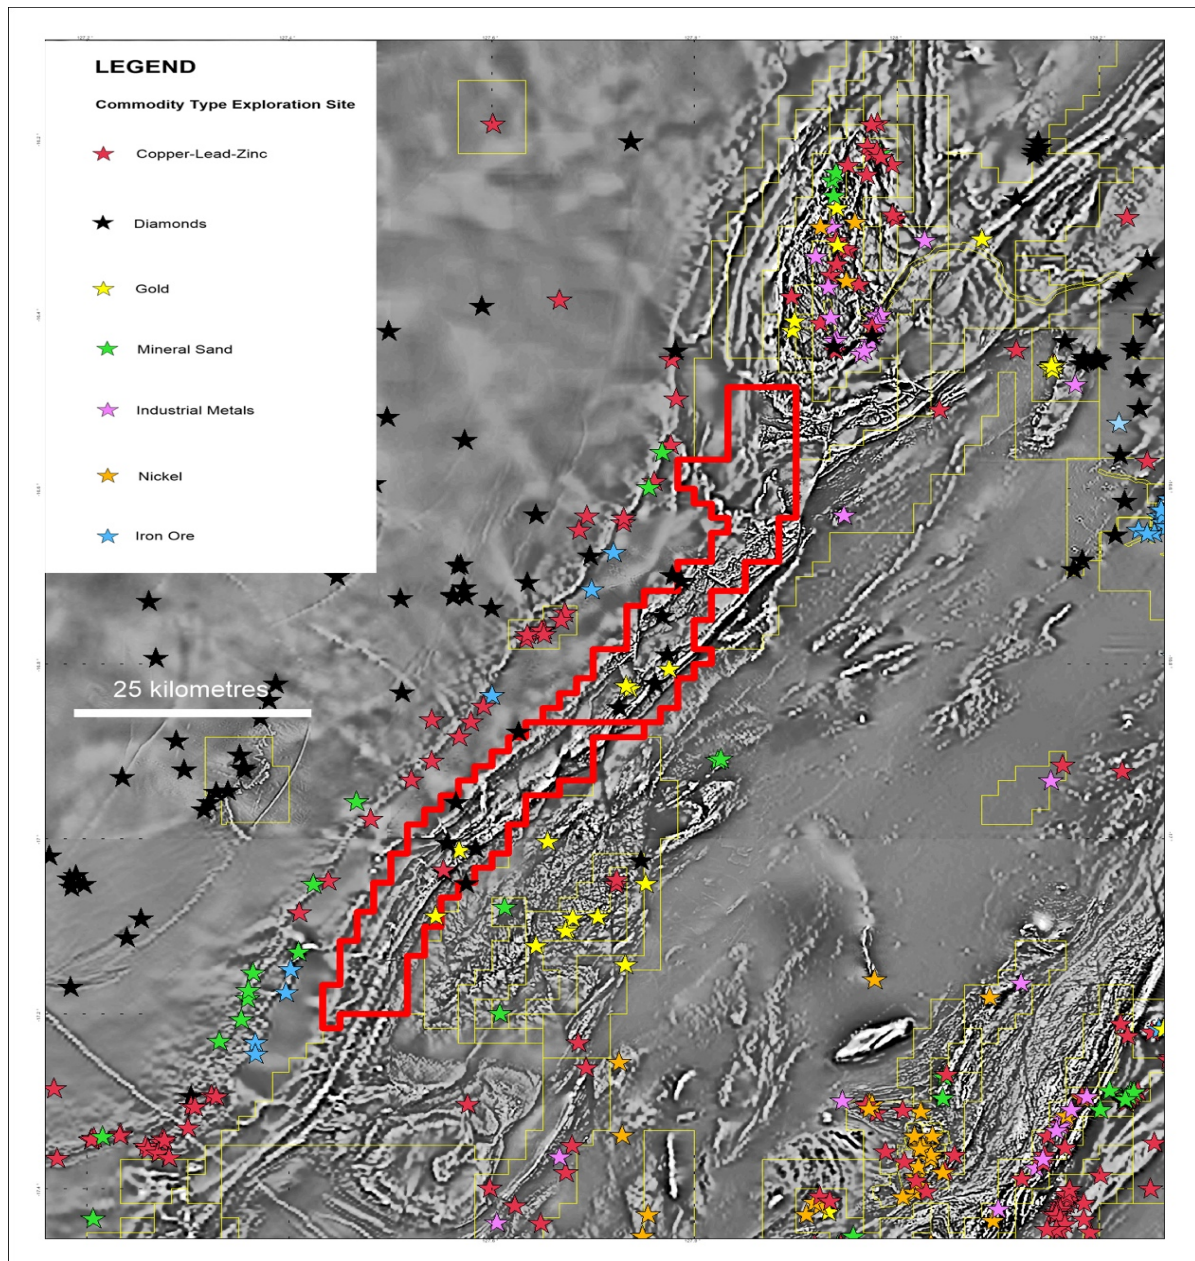 LEGEND
Commodity Type Exploration Site
Copper-Lead-Zinc
Diamonds
Gold
Mineral Sand
Industrial Metals
Nickel
Iron Ore
25 kilometres